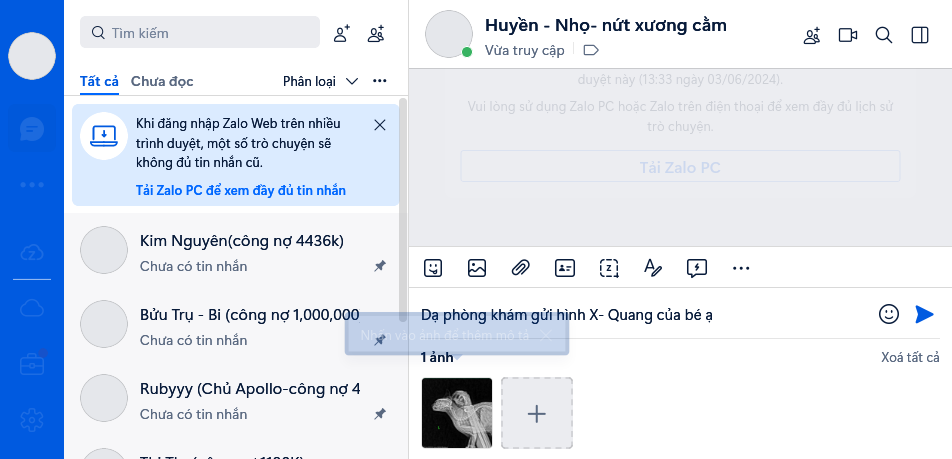 Tìm kiếm
Tất cả
Chưa đọc
Phân loại
Khi đăng nhập Zalo Web trên nhiều
trình duyệt, một số trò chuyện sẽ
không đủ tin nhắn cũ.
Tải Zalo PC để xem đầy đủ tin nhắn
Kim Nguyên(công nợ 4436k)
Chưa có tin nhắn
Bửu Trụ - Bi (công nợ 1,000,000
Chưa có tin nhắn
Rubyyy (Chủ Apollo-công nợ 4
Chưa có tin nhắn
Huyền - Nhọ- nứt xương cằm
Vừa truy cập
duyệt này (13:33 ngày 03/06/2024).
Vui lòng sử dụng Zalo PC hoặc Zalo trên điện thoại để xem đầy đủ lịch sử
trò chuyện.
Tải Zalo PC
Dạ phòng khám gửi hình X- Quang của bé ạ
Nhấn vào ảnh để thêm mô tả
1 ảnh
Xoá tất cả